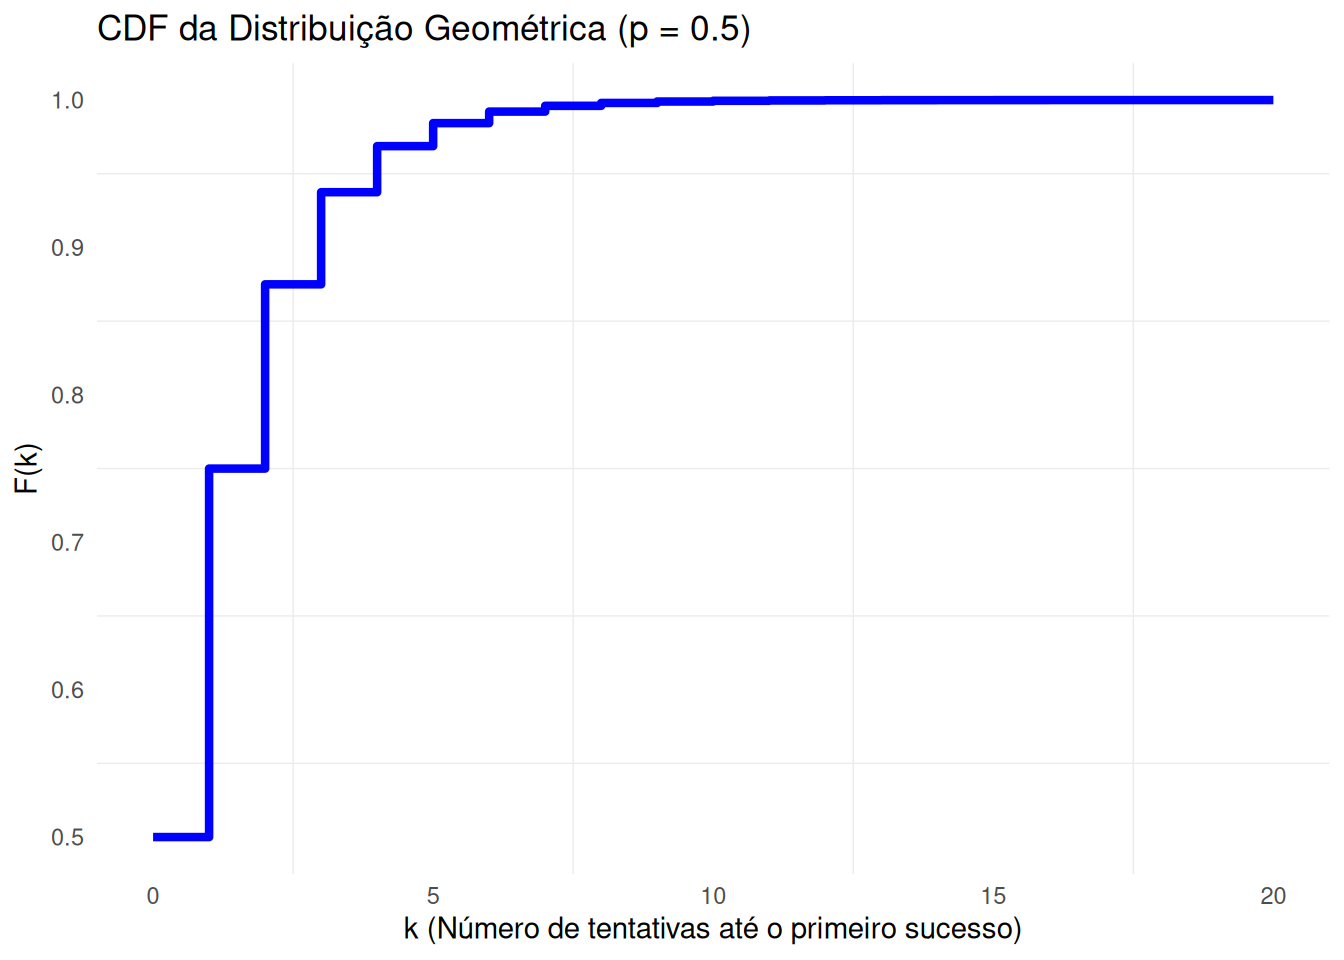 CDF da Distribuição Geométrica (p = 0.5)
1.0
0.9
0.8
0.7
0.6
0.5
F(k)
0 5 10 15 20
k (Número de tentativas até o primeiro sucesso)